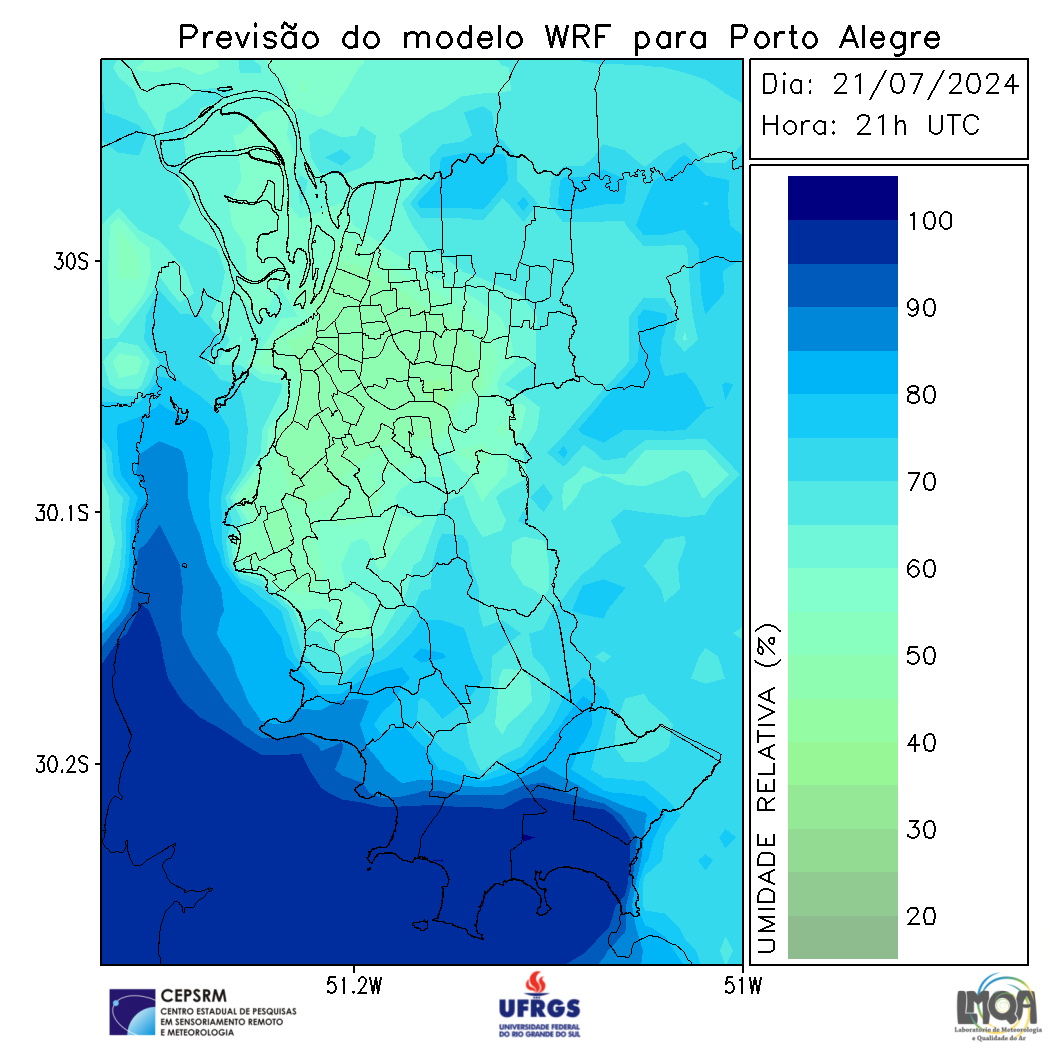 Previsão do modelo WRF para Porto Alegre
Dia: 21/07/2024
Hora: 21h UTC
100
90
80
70
60
50
40
30
20
UMIDADE RELATIVA (%)
30S
30.1S
30.2S
51.2W
51W
CEPSRM
CENTRO ESTADUAL DE PESQUISAS
EM SENSORIAMENTO REMOTO
E METEOROLOGIA
UFRGS
UNIVERSIDADE FEDERAL
DO RIO GRANDE DO SUL
LMQA
Laboratório de Meteorologia
e Qualidade do Ar